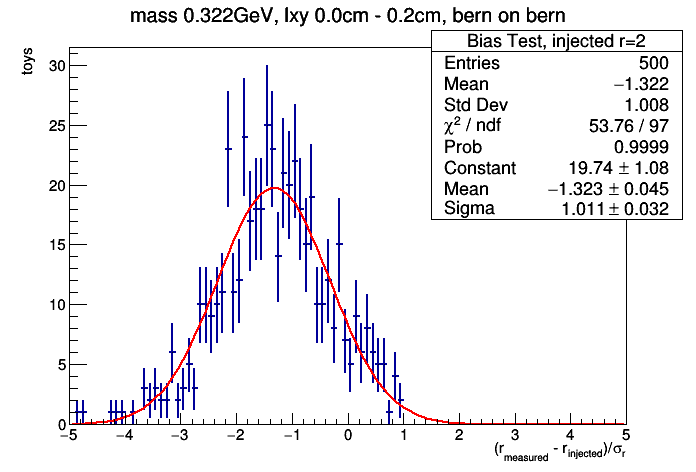 mass 0.322GeV, lxy 0.0cm - 0.2cm, bern on bern
toys
Bias Test, injected r=2
Entries 500
Mean −1.322
Std Dev 1.008
χ² / ndf 53.76 / 97
Prob 0.9999
Constant 19.74 ± 1.08
Mean −1.323 ± 0.045
Sigma 1.011 ± 0.032
30
25
20
15
10
5
0
−5 −4 −3 −2 −1 0 1 2 3 4 5
(r_measured - r_injected)/σ_r